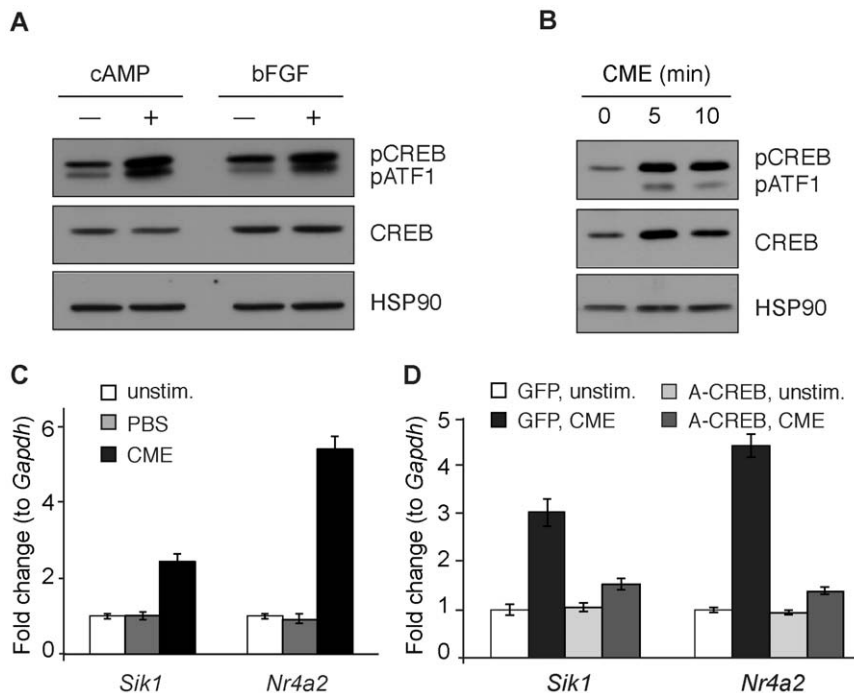 A
cAMP bFGF
— + — +
pCREB
pATF1
CREB
HSP90
B
CME (min)
0 5 10
pCREB
pATF1
CREB
HSP90
C
unstim.
PBS
CME
Fold change (to Gapdh)
6
4
2
0
Sik1 Nr4a2
D
GFP, unstim. A-CREB, unstim.
GFP, CME A-CREB, CME
Fold change (to Gapdh)
5
4
3
2
1
0
Sik1 Nr4a2